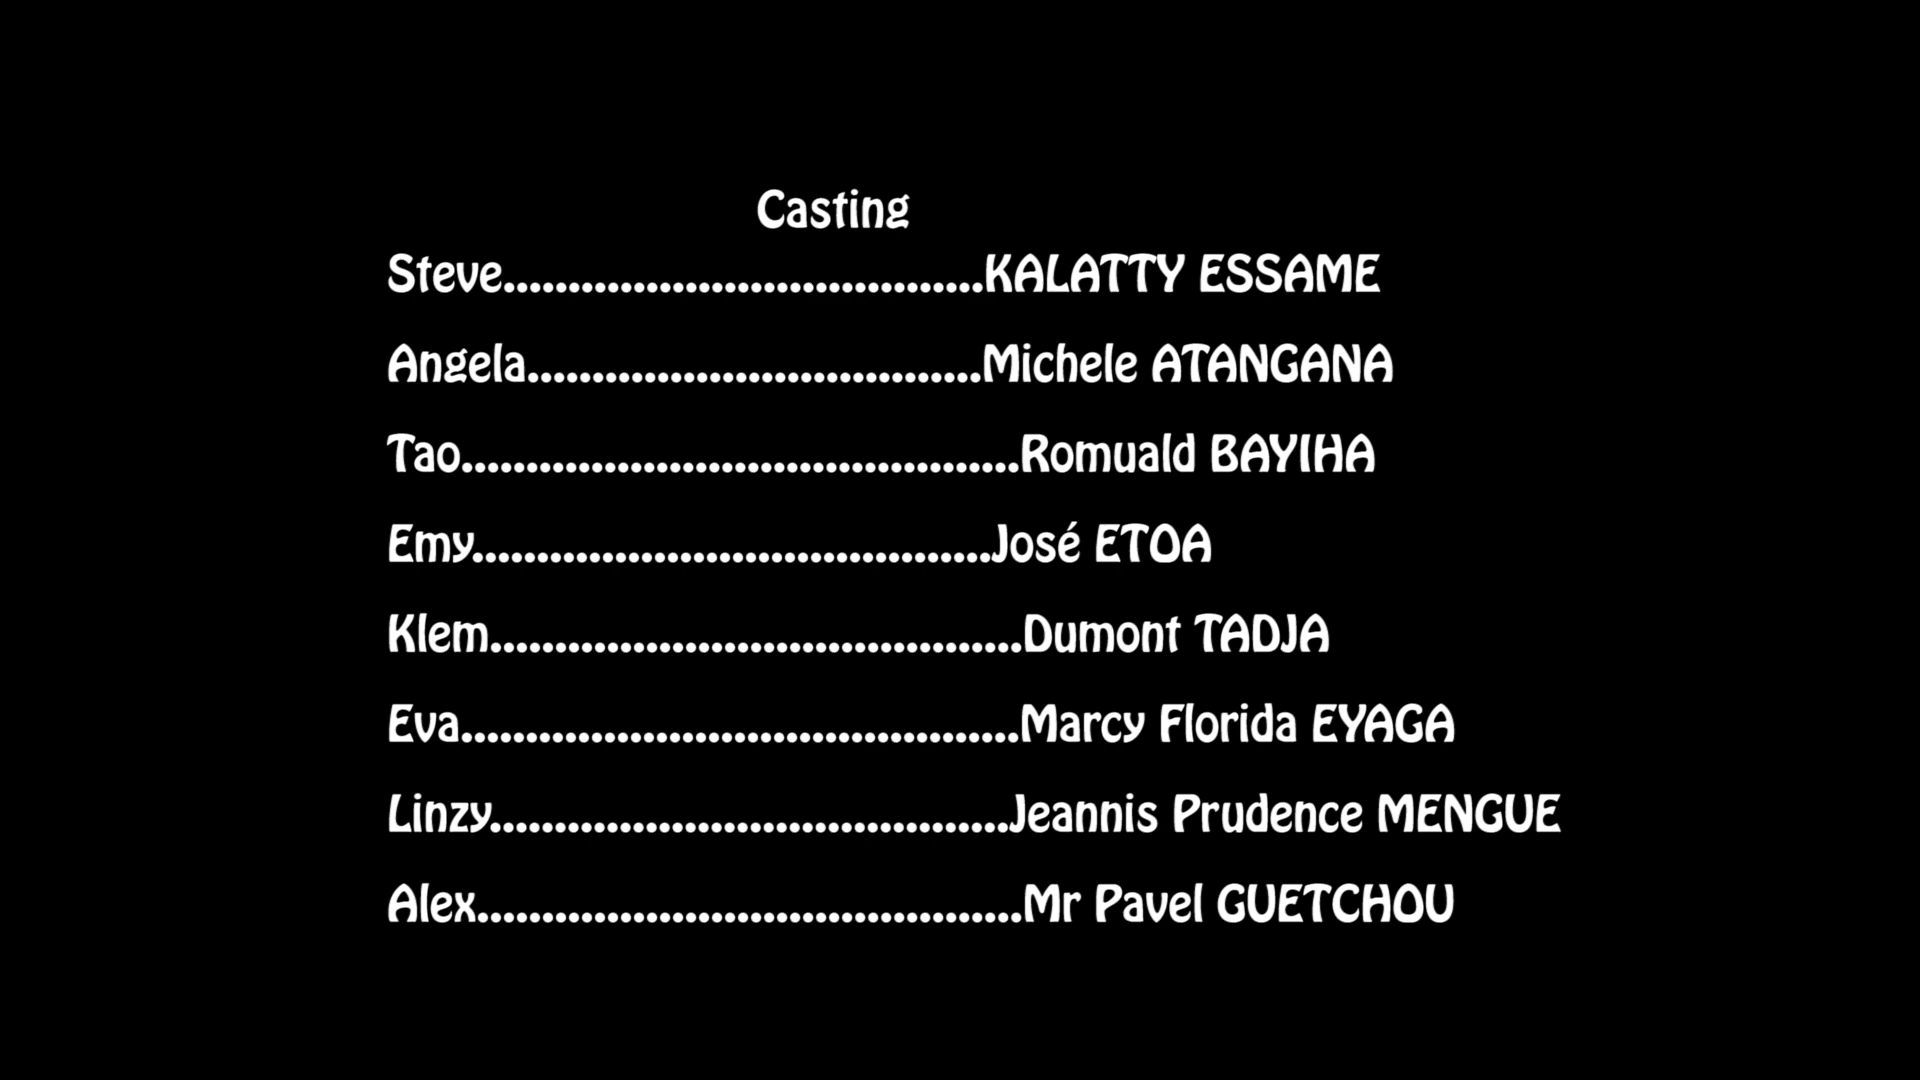 Casting
Steve.....................................KALATTY ESSAME
Angela...................................Michele ATANGANA
Tao...........................................Romuald BAYIHA
Emy........................................José ETOA
Klem.........................................Dumont TADJA
Eva...........................................Marcy Florida EYAGA
Linzy........................................Jeannis Prudence MENGUE
Alex..........................................Mr Pavel GUETCHOU